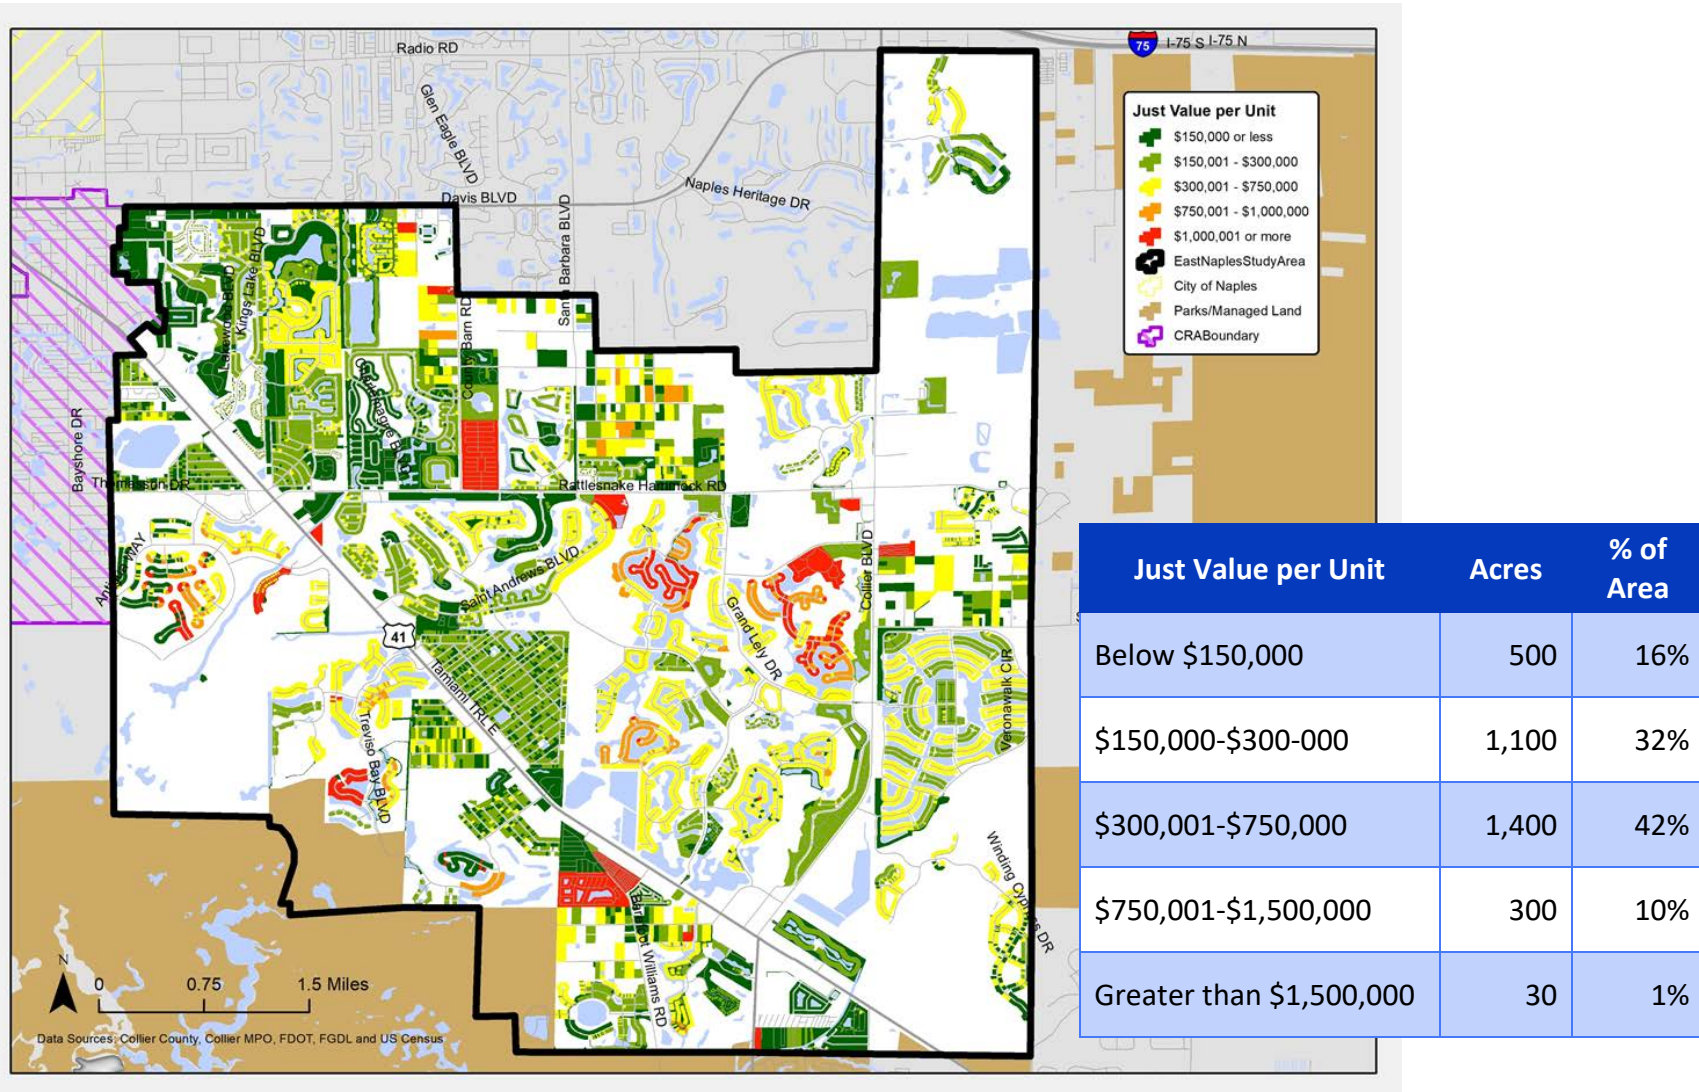 Radio RD
75
I-75 S
I-75 N
Glen Eagle BLVD
Davis BLVD
Santa Barbara BLVD
Naples Heritage DR
Just Value per Unit
$150,000 or less
$150,001 - $300,000
$300,001 - $750,000
$750,001 - $1,000,000
$1,000,001 or more
EastNaplesStudyArea
City of Naples
Parks/Managed Land
CRABoundary
Lakewood BLVD
Kings Lake BLVD
County Barn RD
BLVD
Bayshore DR
Thomasson DR
Rattlesnake Hammock RD
WAY
Saint Andrews BLVD
Collier BLVD
Grand Lely DR
41
Tamiami TRL E
Treviso Bay BLVD
Veronawalk CIR
Winding Cypress DR
Barefoot Williams RD
N
0 0.75 1.5 Miles
Data Sources: Collier County, Collier MPO, FDOT, FGDL and US Census
Just Value per Unit Acres % of Area
Below $150,000 500 16%
$150,000-$300-000 1,100 32%
$300,001-$750,000 1,400 42%
$750,001-$1,500,000 300 10%
Greater than $1,500,000 30 1%